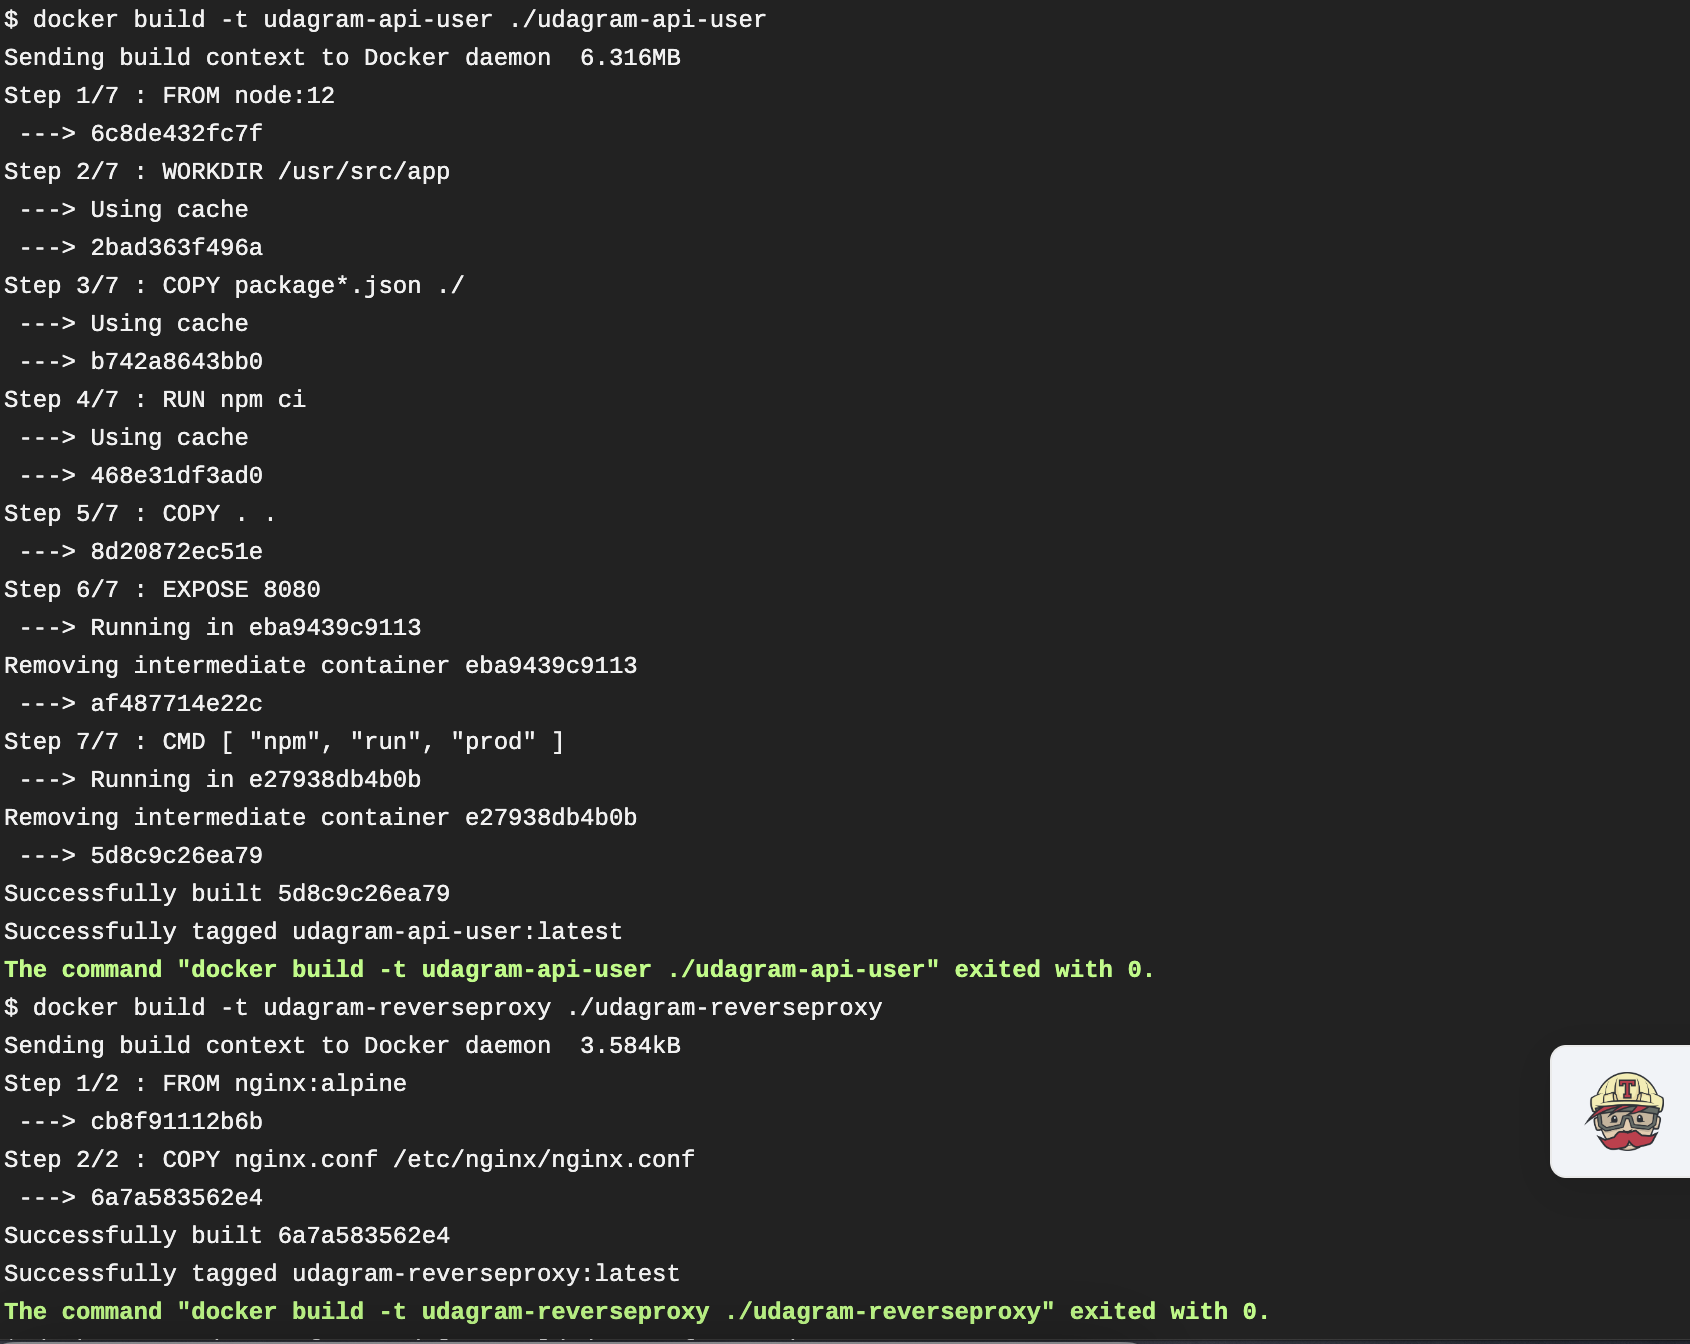 $ docker build -t udagram-api-user ./udagram-api-user
Sending build context to Docker daemon  6.316MB
Step 1/7 : FROM node:12
 ---> 6c8de432fc7f
Step 2/7 : WORKDIR /usr/src/app
 ---> Using cache
 ---> 2bad363f496a
Step 3/7 : COPY package*.json ./
 ---> Using cache
 ---> b742a8643bb0
Step 4/7 : RUN npm ci
 ---> Using cache
 ---> 468e31df3ad0
Step 5/7 : COPY . .
 ---> 8d20872ec51e
Step 6/7 : EXPOSE 8080
 ---> Running in eba9439c9113
Removing intermediate container eba9439c9113
 ---> af487714e22c
Step 7/7 : CMD [ "npm", "run", "prod" ]
 ---> Running in e27938db4b0b
Removing intermediate container e27938db4b0b
 ---> 5d8c9c26ea79
Successfully built 5d8c9c26ea79
Successfully tagged udagram-api-user:latest
The command "docker build -t udagram-api-user ./udagram-api-user" exited with 0.
$ docker build -t udagram-reverseproxy ./udagram-reverseproxy
Sending build context to Docker daemon  3.584kB
Step 1/2 : FROM nginx:alpine
 ---> cb8f91112b6b
Step 2/2 : COPY nginx.conf /etc/nginx/nginx.conf
 ---> 6a7a583562e4
Successfully built 6a7a583562e4
Successfully tagged udagram-reverseproxy:latest
The command "docker build -t udagram-reverseproxy ./udagram-reverseproxy" exited with 0.
T